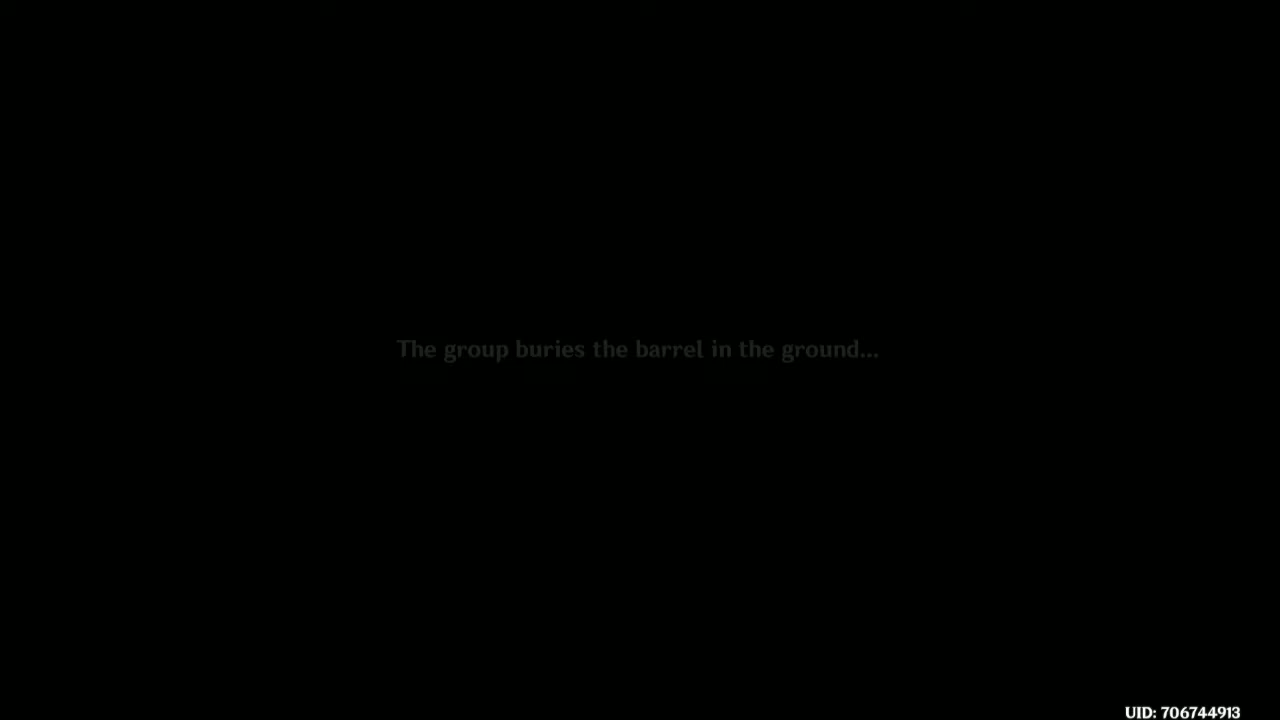 The group buries the barrel in the ground...
UID: 706744913